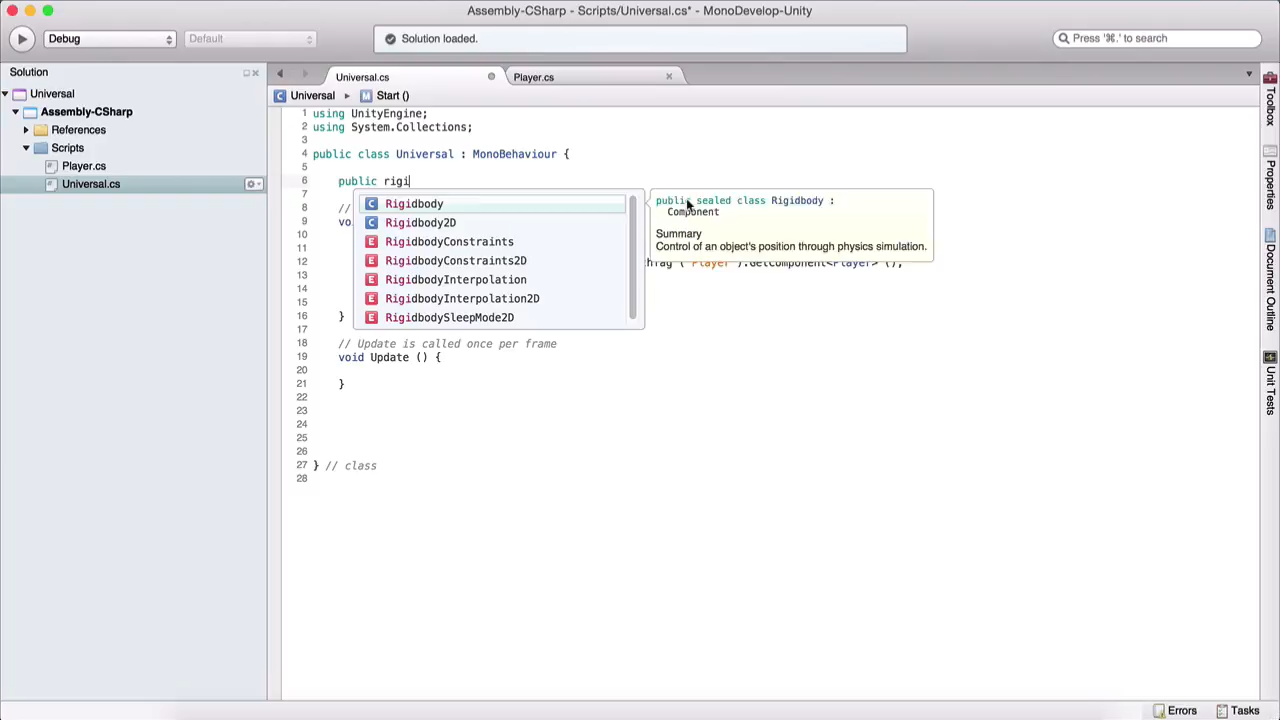 Assembly-CSharp - Scripts/Universal.cs* - MonoDevelop-Unity
Debug
Default
Solution loaded.
Press '⌘.' to search
Solution
Universal.cs
Player.cs
Universal
Assembly-CSharp
References
Scripts
Player.cs
Universal.cs
Universal ▸ Start ()
1 using UnityEngine;
2 using System.Collections;
3
4 public class Universal : MonoBehaviour {
5
6 public rigi
7
8 //
9 vo
10
11
12 hTag ("Player").GetComponent<Player> ();
13
14
15
16 }
17
18 // Update is called once per frame
19 void Update () {
20
21 }
22
23
24
25
26
27 } // class
28
Rigidbody
Rigidbody2D
RigidbodyConstraints
RigidbodyConstraints2D
RigidbodyInterpolation
RigidbodyInterpolation2D
RigidbodySleepMode2D
public sealed class Rigidbody :
Component
Summary
Control of an object's position through physics simulation.
Toolbox
Properties
Document Outline
Unit Tests
Errors
Tasks